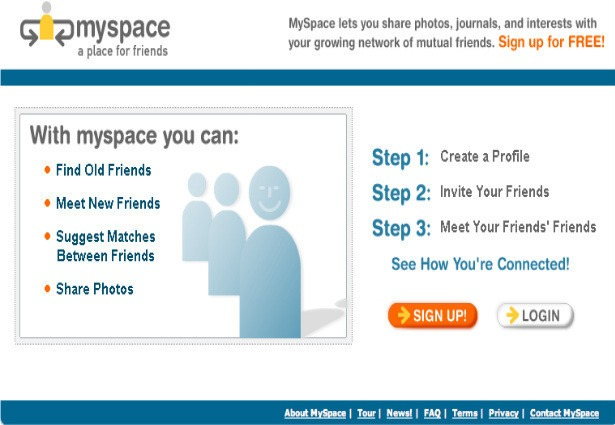 myspace
a place for friends
MySpace lets you share photos, journals, and interests with
your growing network of mutual friends. Sign up for FREE!
With myspace you can:
• Find Old Friends
• Meet New Friends
• Suggest Matches
Between Friends
• Share Photos
Step 1: Create a Profile
Step 2: Invite Your Friends
Step 3: Meet Your Friends' Friends
See How You're Connected!
SIGN UP!
LOGIN
About MySpace | Tour | News! | FAQ | Terms | Privacy | Contact MySpace